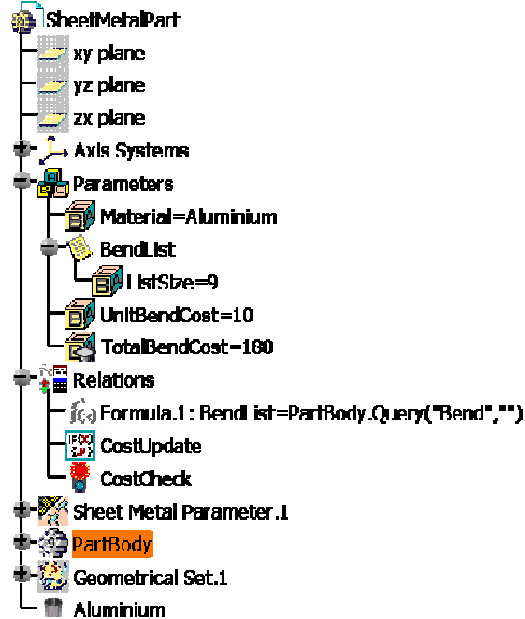 SheetMetalPart
xy plane
yz plane
zx plane
Axis Systems
Parameters
Material=Aluminium
BendList
ListSize=9
UnitBendCost=10
TotalBendCost=180
Relations
Formula.1: BendList=PartBody.Query("Bend","")
CostUpdate
CostCheck
Sheet Metal Parameter.1
PartBody
Geometrical Set.1
Aluminium